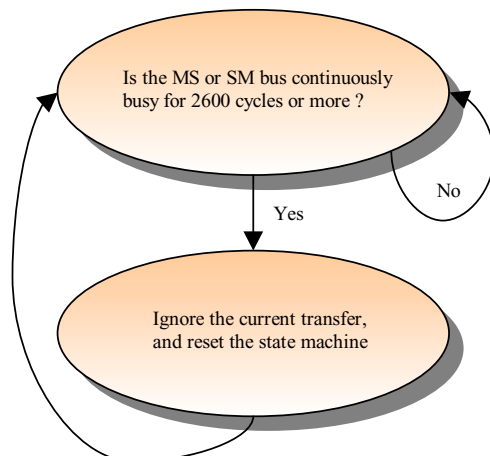 Is the MS or SM bus continuously
busy for 2600 cycles or more ?
No
Yes
Ignore the current transfer,
and reset the state machine